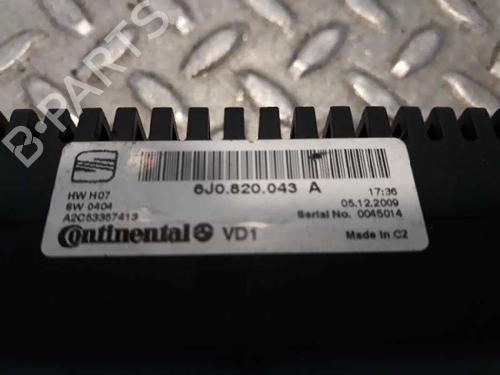 B-PARTS
6J0.820.043 A
HW H07
SW 0404
A2C53357413
17:36
05.12.2009
Serial No. 0045014
Continental VD1
Made in CZ